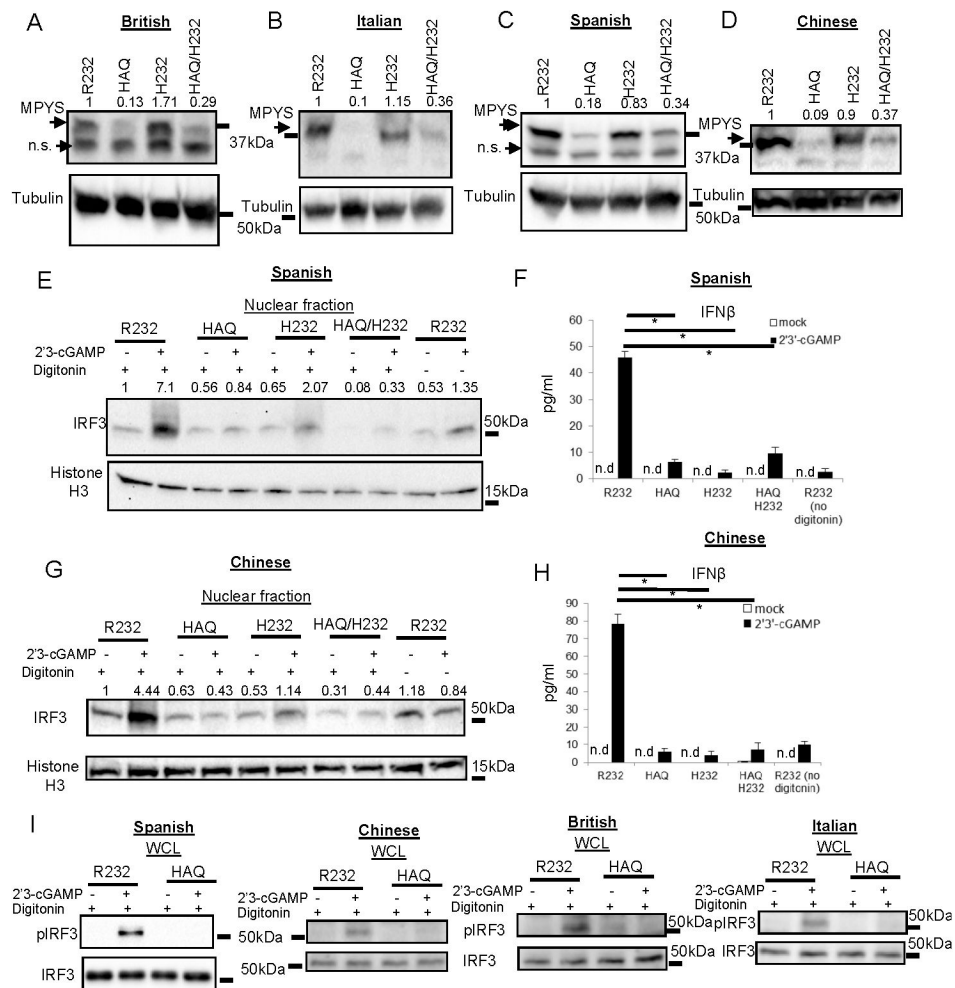 A
British
R232
HAQ
H232
HAQ/H232
MPYS
1 0.13 1.71 0.29
n.s.
Tubulin
B
Italian
R232
HAQ
H232
HAQ/H232
1 0.1 1.15 0.36
MPYS
37kDa
Tubulin
50kDa
C
Spanish
R232
HAQ
H232
HAQ/H232
MPYS
1 0.18 0.83 0.34
n.s.
Tubulin
D
Chinese
R232
HAQ
H232
HAQ/H232
1 0.09 0.9 0.37
MPYS
37kDa
Tubulin
50kDa
E
Spanish
Nuclear fraction
R232 HAQ H232 HAQ/H232 R232
2'3-cGAMP - + - + - + - + - +
Digitonin + + + + + + + + - -
1 7.1 0.56 0.84 0.65 2.07 0.08 0.33 0.53 1.35
IRF3
50kDa
Histone
H3
15kDa
F
Spanish
IFNβ
* 
*
*
mock
2'3'-cGAMP
pg/ml
60
50
40
30
20
10
0
n.d n.d n.d n.d n.d
R232 HAQ H232 HAQ R232
H232 (no
digitonin)
G
Chinese
Nuclear fraction
R232 HAQ H232 HAQ/H232 R232
2'3-cGAMP - + - + - + - + - +
Digitonin + + + + + + + + - -
1 4.44 0.63 0.43 0.53 1.14 0.31 0.44 1.18 0.84
IRF3
50kDa
Histone
H3
15kDa
H
Chinese
IFNβ
*
*
*
mock
2'3'-cGAMP
pg/ml
90
80
70
60
50
40
30
20
10
0
n.d n.d n.d n.d
R232 HAQ H232 HAQ R232 (no
H232 digitcnin)
I
Spanish
WCL
R232 HAQ
2'3-cGAMP - + - +
Digitonin + + + +
pIRF3
IRF3
Chinese
WCL
R232 HAQ
2'3-cGAMP - + - +
Digitonin + + + +
50kDa
50kDa
British
WCL
R232 HAQ
2'3-cGAMP - + - +
Digitonin + + + +
pIRF3
50kDa
IRF3
50kDa
Italian
WCL
R232 HAQ
2'3-cGAMP - + - +
Digitonin + + + +
pIRF3
50kDa
IRF3
50kDa